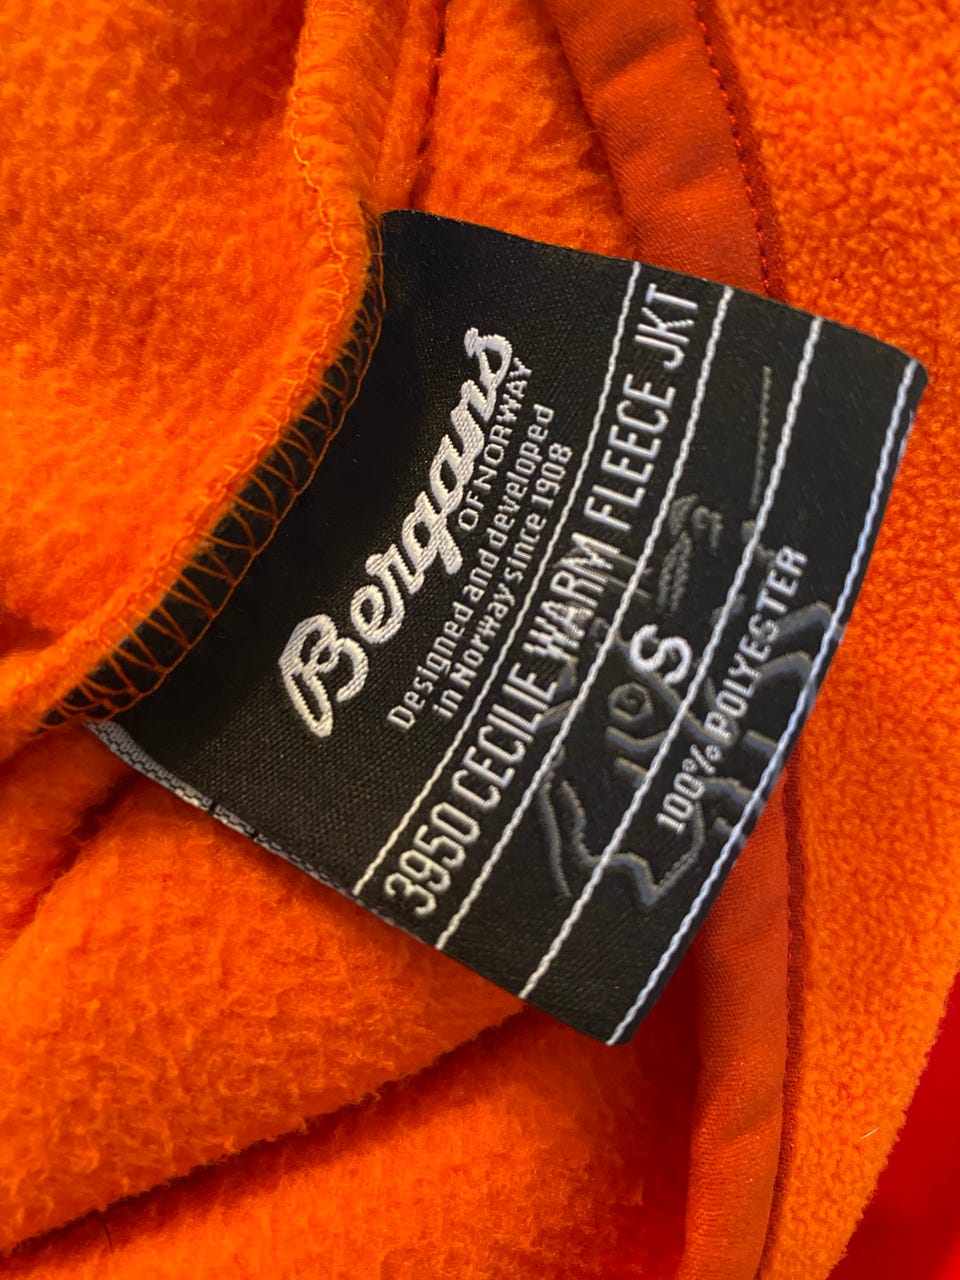 Bergans
OF NORWAY
Designed and developed
in Norway since 1908
3950 CECILIE WARM FLEECE JKT
S
100% POLYESTER